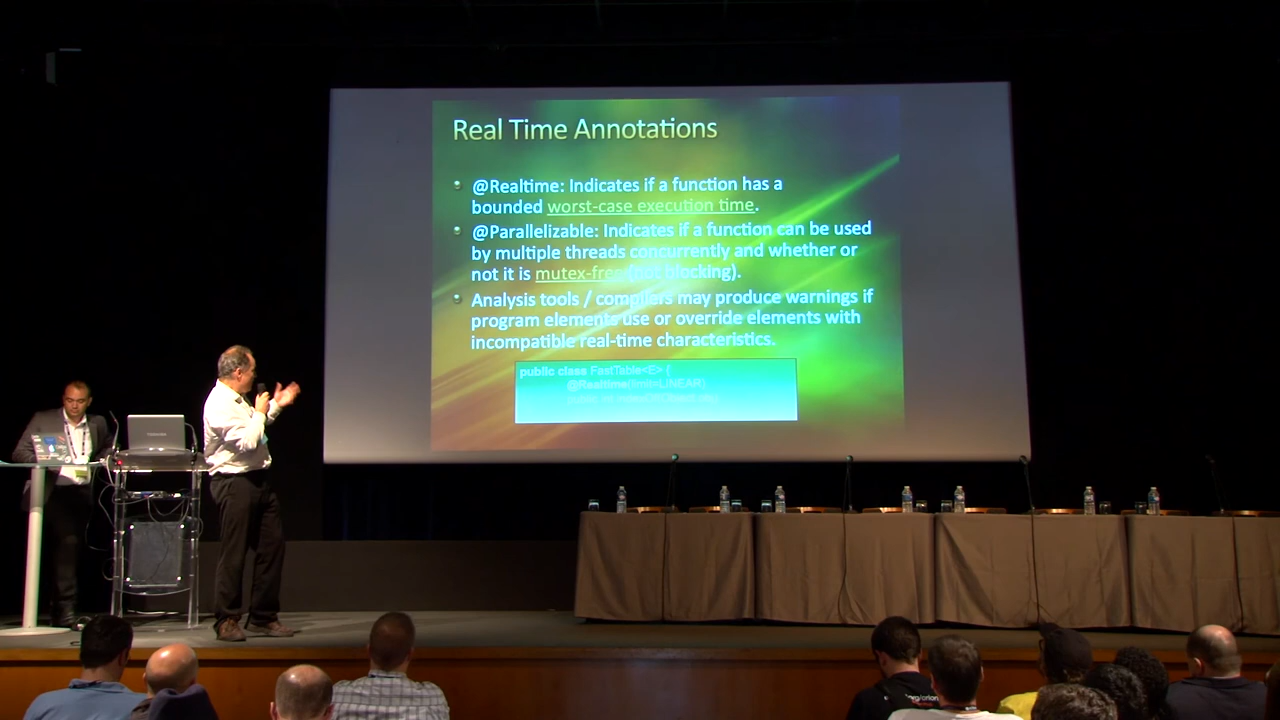 Real Time Annotations
@Realtime: Indicates if a function has a
bounded worst-case execution time.
@Parallelizable: Indicates if a function can be used
by multiple threads concurrently and whether or
not it is mutex-free (not blocking).
Analysis tools / compilers may produce warnings if
program elements use or override elements with
incompatible real-time characteristics.
public class FastTable<E> {
@Realtime(limit=LINEAR)
TOSHIBA